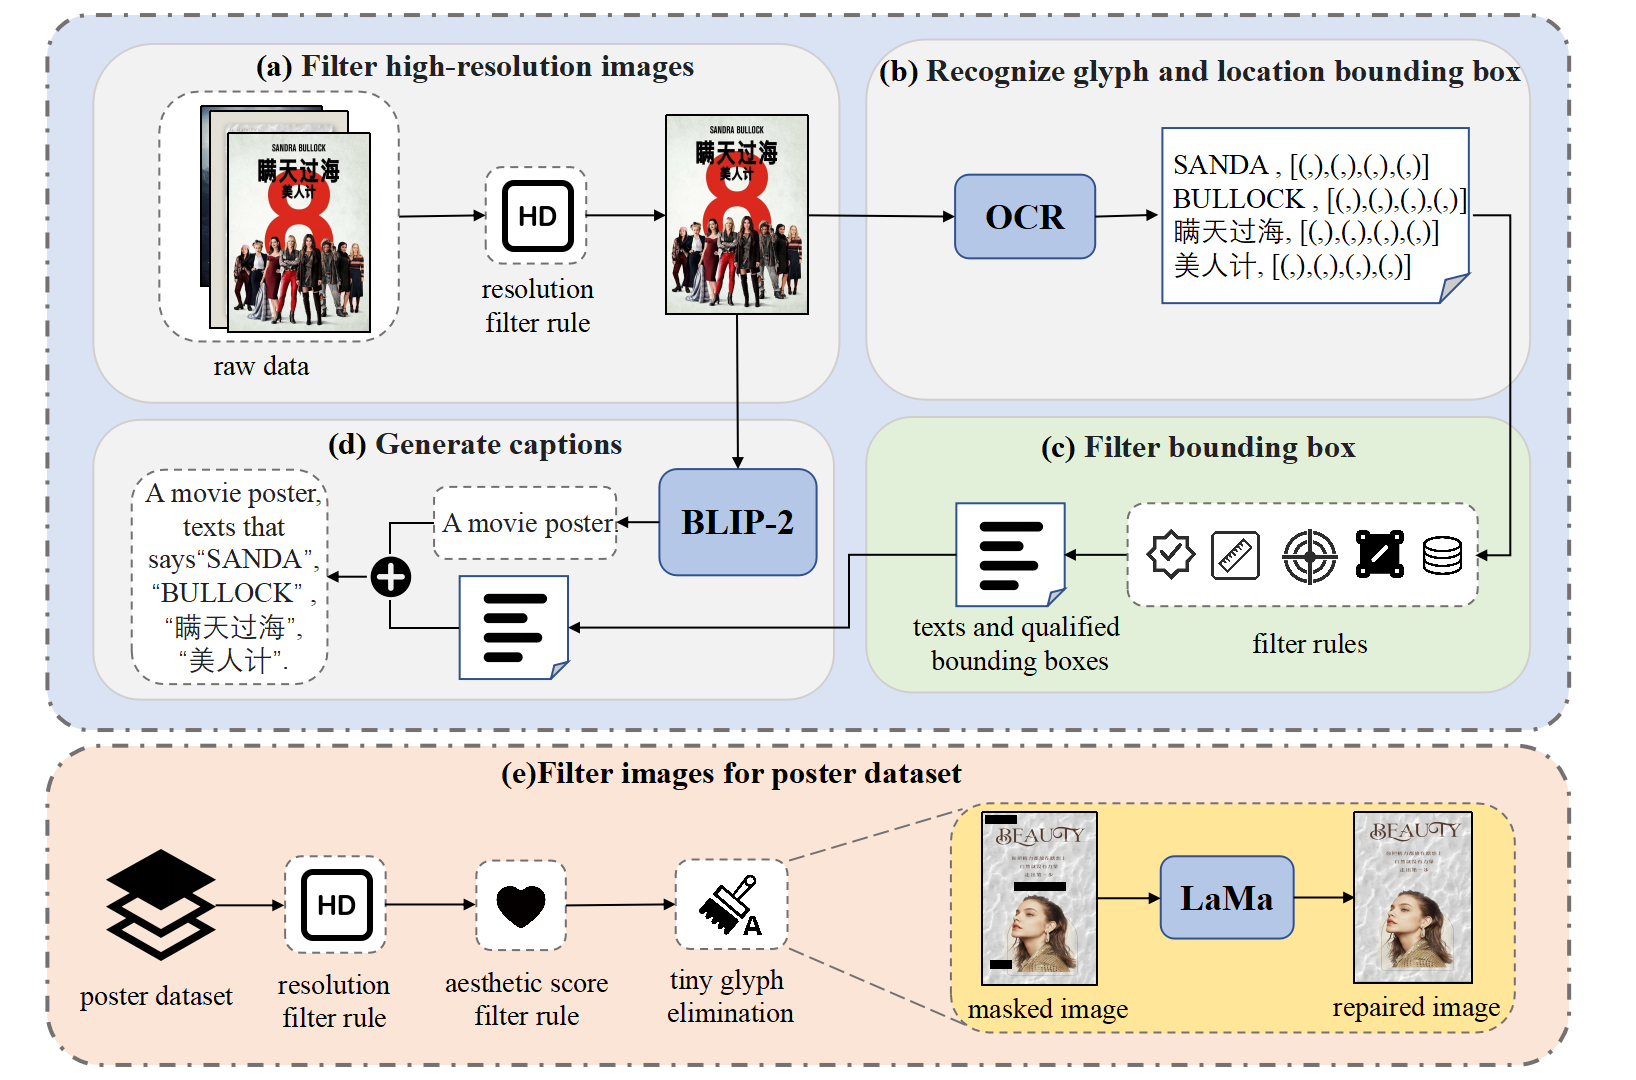 (a) Filter high-resolution images
SANDRA BULLOCK
瞒天过海
美人计
8
raw data
HD
resolution
filter rule
SANDRA BULLOCK
瞒天过海
美人计
8
(b) Recognize glyph and location bounding box
OCR
SANDA , [(,),(,),(,),(,)]
BULLOCK , [(,),(,),(,),(,)]
瞒天过海, [(,),(,),(,),(,)]
美人计, [(,),(,),(,),(,)]
(c) Filter bounding box
filter rules
texts and qualified
bounding boxes
(d) Generate captions
BLIP-2
A movie poster.
A movie poster,
texts that
says“SANDA”,
“BULLOCK” ,
“瞒天过海”,
“美人计”.
(e)Filter images for poster dataset
poster dataset
HD
resolution
filter rule
aesthetic score
filter rule
A
tiny glyph
elimination
BEAUTY
masked image
LaMa
BEAUTY
repaired image